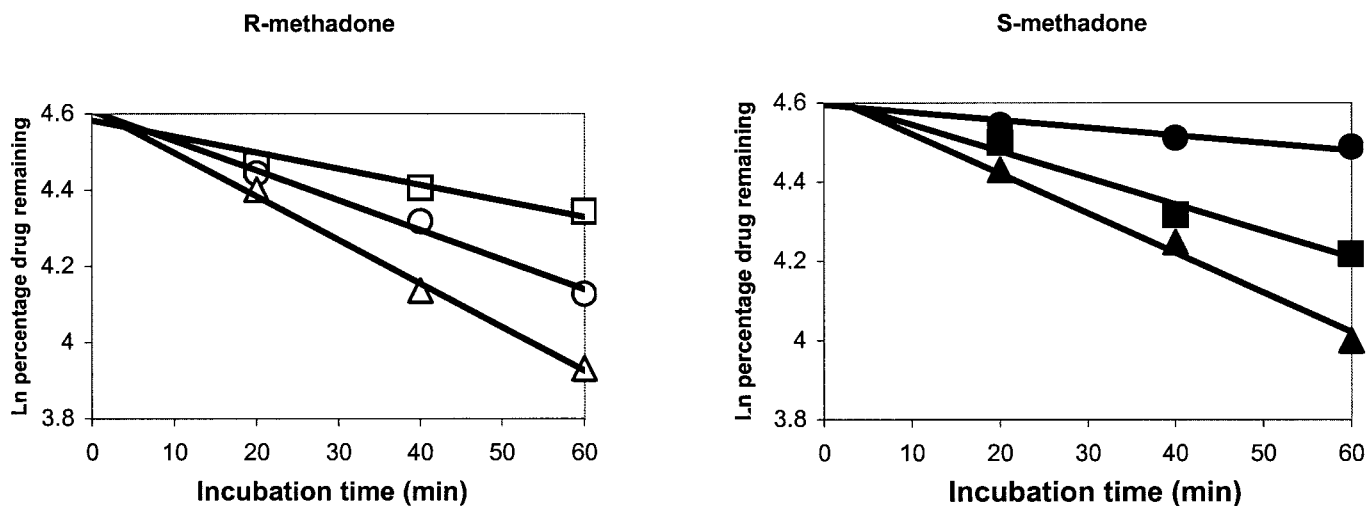 R-methadone
Ln percentage drug remaining
4.6
4.4
4.2
4
3.8
0 10 20 30 40 50 60
Incubation time (min)
S-methadone
Ln percentage drug remaining
4.6
4.4
4.2
4
3.8
0 10 20 30 40 50 60
Incubation time (min)